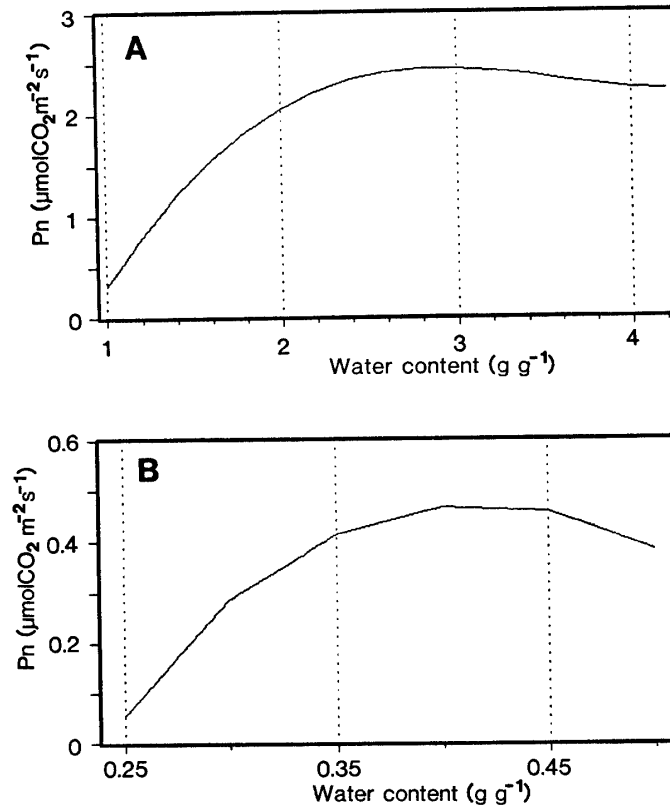 3
A
2
1
0
Pn (µmolCO₂m⁻²s⁻¹)
1 2 3 4
Water content (g g⁻¹)
0.6
B
0.4
0.2
0
Pn (µmolCO₂ m⁻²s⁻¹)
0.25 0.35 0.45
Water content (g g⁻¹)